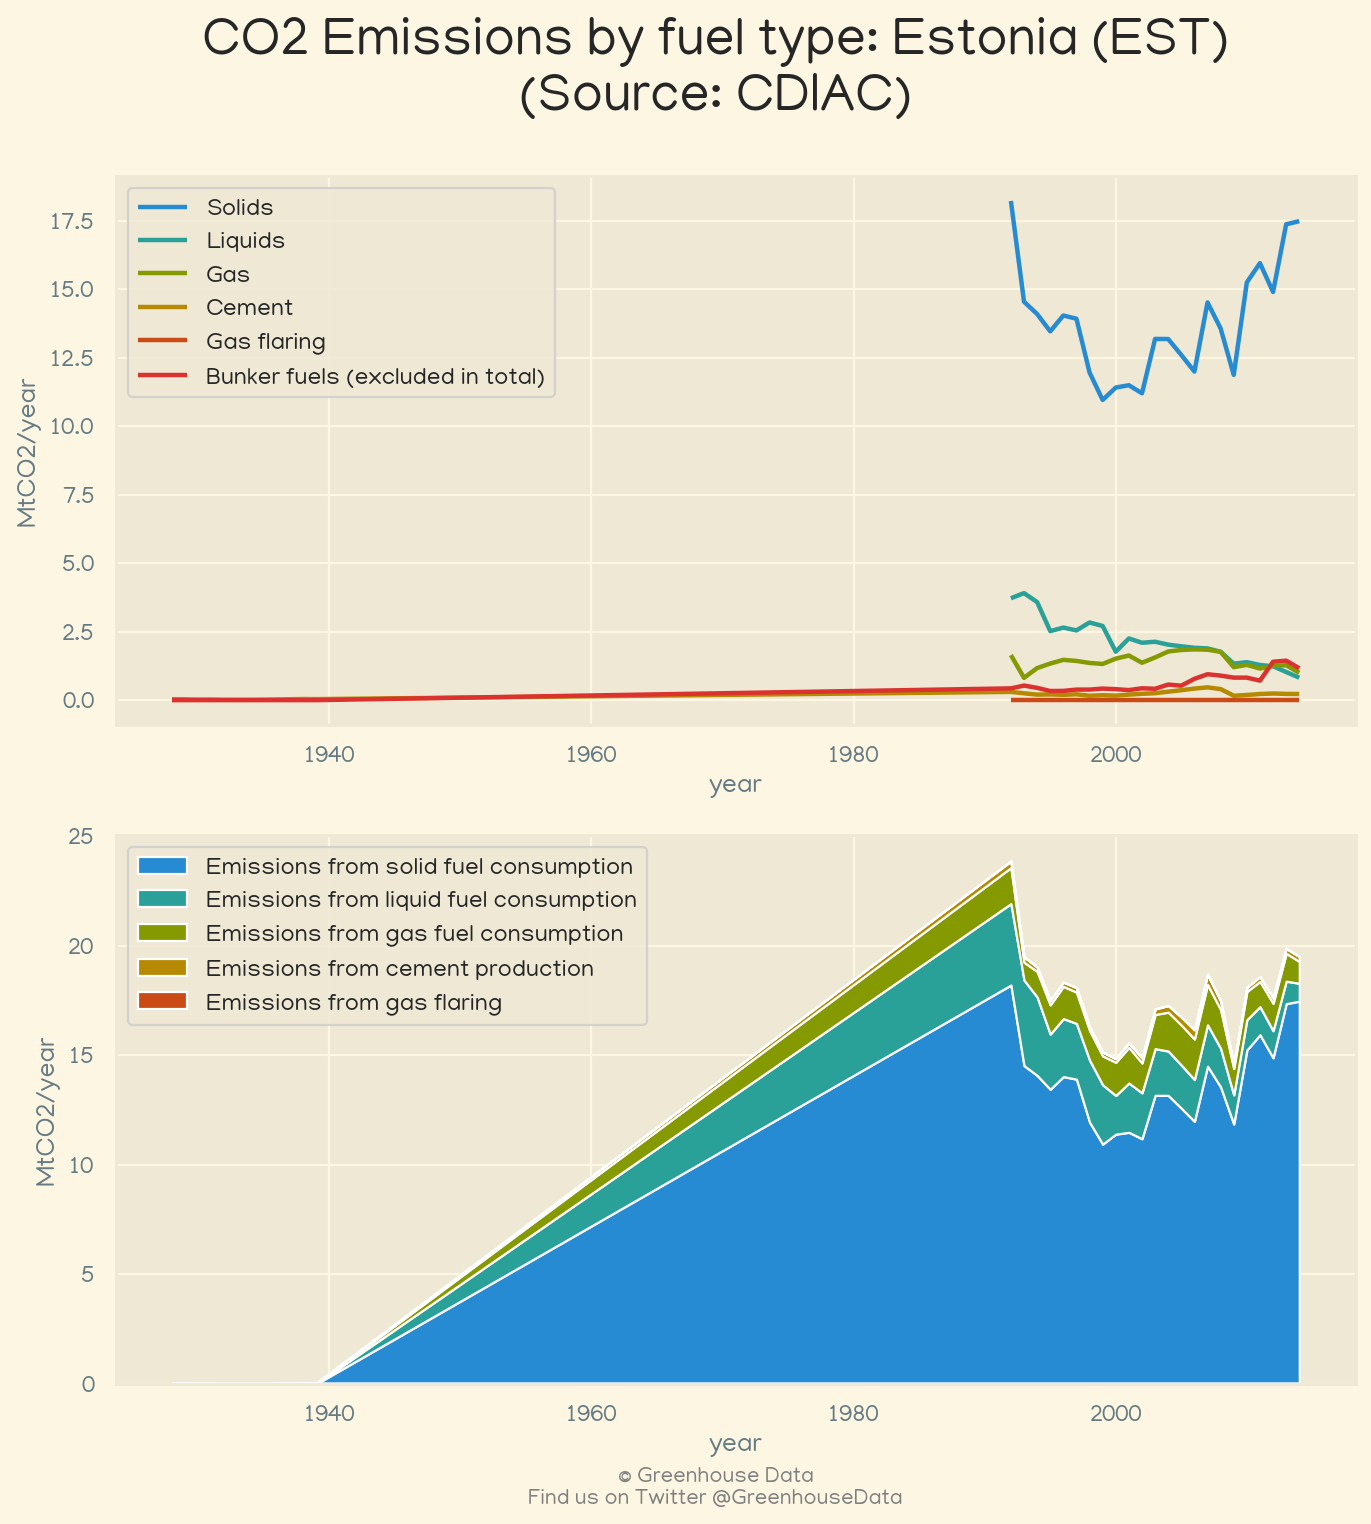 CO2 Emissions by fuel type: Estonia (EST)
(Source: CDIAC)
Solids
Liquids
Gas
Cement
Gas flaring
Bunker fuels (excluded in total)
17.5
15.0
12.5
10.0
7.5
5.0
2.5
0.0
MtCO2/year
1940
1960
1980
2000
year
Emissions from solid fuel consumption
Emissions from liquid fuel consumption
Emissions from gas fuel consumption
Emissions from cement production
Emissions from gas flaring
25
20
15
10
5
0
MtCO2/year
1940
1960
1980
2000
year
© Greenhouse Data
Find us on Twitter @GreenhouseData